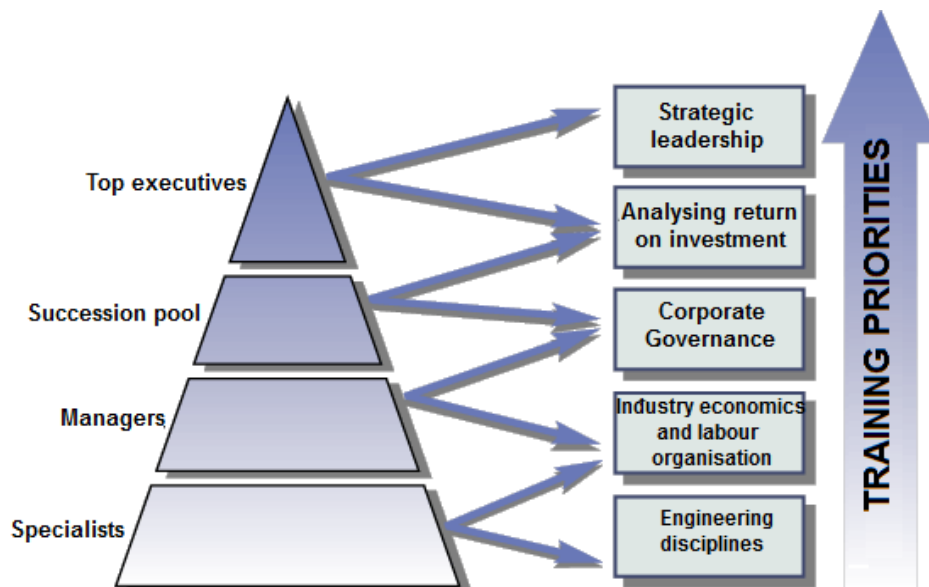 Top executives
Succession pool
Managers
Specialists
Strategic
leadership
Analysing return
on investment
Corporate
Governance
Industry economics
and labour
organisation
Engineering
disciplines
TRAINING PRIORITIES